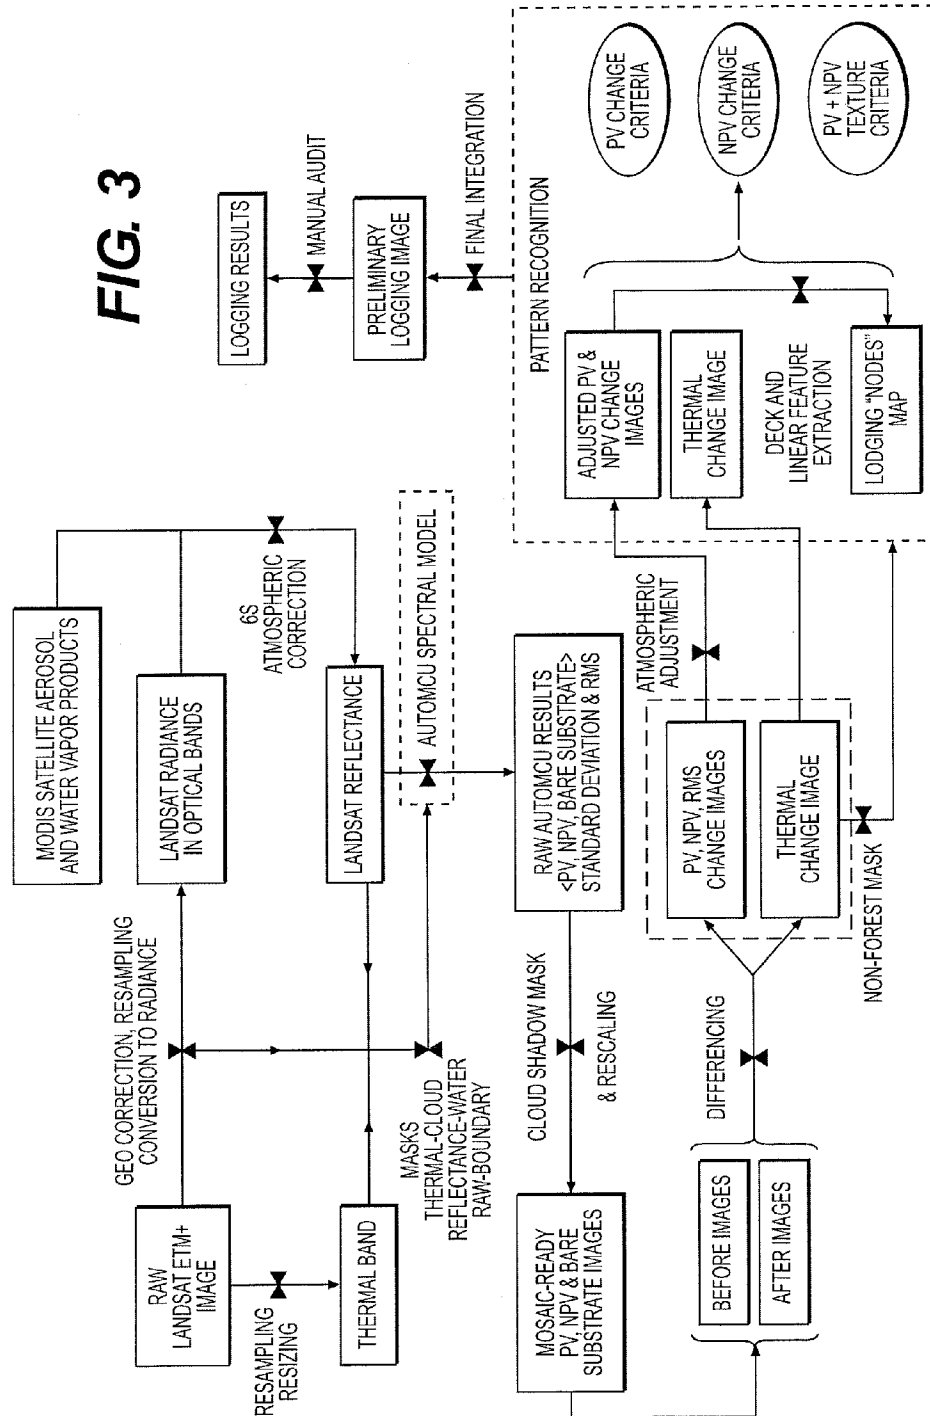 RAW
LANDSAT ETM+
IMAGE
GEO CORRECTION, RESAMPLING
CONVERSION TO RADIANCE
MODIS SATELLITE AEROSOL
AND WATER VAPOR PRODUCTS
LANDSAT RADIANCE
IN OPTICAL BANDS
RESAMPLING
RESIZING
THERMAL BAND
6S
ATMOSPHERIC
CORRECTION
LANDSAT REFLECTANCE
MASKS
THERMAL-CLOUD
REFLECTANCE-WATER
RAW-BOUNDARY
AUTOMCU SPECTRAL MODEL
RAW AUTOMCU RESULTS
<PV, NPV, BARE SUBSTRATE>
STANDARD DEVIATION & RMS
CLOUD SHADOW MASK
& RESCALING
MOSAIC-READY
PV, NPV & BARE
SUBSTRATE IMAGES
BEFORE IMAGES
AFTER IMAGES
DIFFERENCING
PV, NPV, RMS
CHANGE IMAGES
THERMAL
CHANGE IMAGE
NON-FOREST MASK
ATMOSPHERIC
ADJUSTMENT
FIG. 3
LOGGING RESULTS
MANUAL AUDIT
PRELIMINARY
LOGGING IMAGE
FINAL INTEGRATION
PATTERN RECOGNITION
ADJUSTED PV &
NPV CHANGE
IMAGES
THERMAL
CHANGE IMAGE
DECK AND
LINEAR FEATURE
EXTRACTION
LODGING "NODES"
MAP
PV CHANGE
CRITERIA
NPV CHANGE
CRITERIA
PV + NPV
TEXTURE
CRITERIA